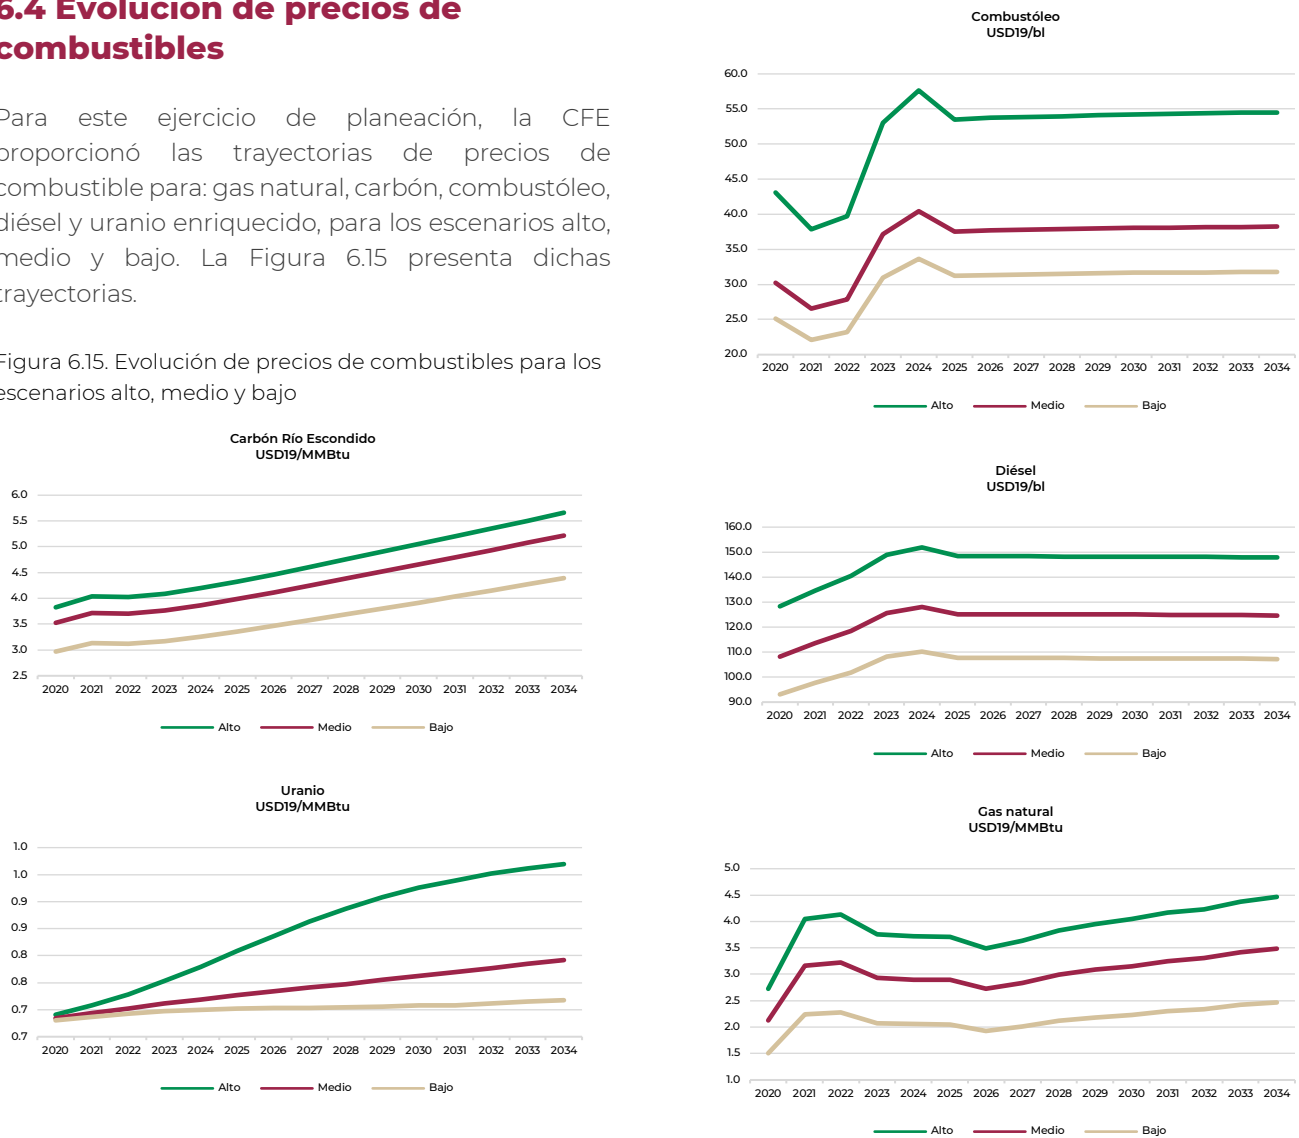 6.4 Evolución de precios de
combustibles
Para este ejercicio de planeación, la CFE
proporcionó las trayectorias de precios de
combustible para: gas natural, carbón, combustóleo,
diésel y uranio enriquecido, para los escenarios alto,
medio y bajo. La Figura 6.15 presenta dichas
trayectorias.
Figura 6.15. Evolución de precios de combustibles para los
escenarios alto, medio y bajo
Carbón Río Escondido
USD19/MMBtu
6.0
5.5
5.0
4.5
4.0
3.5
3.0
2.5
2020 2021 2022 2023 2024 2025 2026 2027 2028 2029 2030 2031 2032 2033 2034
Alto Medio Bajo
Uranio
USD19/MMBtu
1.0
1.0
0.9
0.9
0.8
0.8
0.7
0.7
2020 2021 2022 2023 2024 2025 2026 2027 2028 2029 2030 2031 2032 2033 2034
Alto Medio Bajo
Combustóleo
USD19/bl
60.0
55.0
50.0
45.0
40.0
35.0
30.0
25.0
20.0
2020 2021 2022 2023 2024 2025 2026 2027 2028 2029 2030 2031 2032 2033 2034
Alto Medio Bajo
Diésel
USD19/bl
160.0
150.0
140.0
130.0
120.0
110.0
100.0
90.0
2020 2021 2022 2023 2024 2025 2026 2027 2028 2029 2030 2031 2032 2033 2034
Alto Medio Bajo
Gas natural
USD19/MMBtu
5.0
4.5
4.0
3.5
3.0
2.5
2.0
1.5
1.0
2020 2021 2022 2023 2024 2025 2026 2027 2028 2029 2030 2031 2032 2033 2034
Alto Medio Bajo